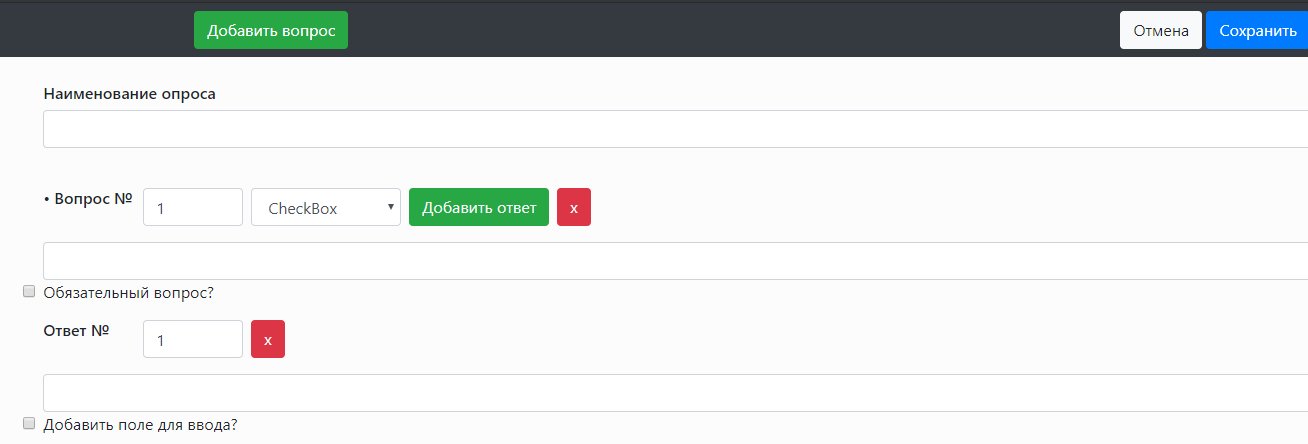 Добавить вопрос Отмена Сохранить
Наименование опроса
• Вопрос № 1 CheckBox Добавить ответ x
Обязательный вопрос?
Ответ № 1 x
Добавить поле для ввода?